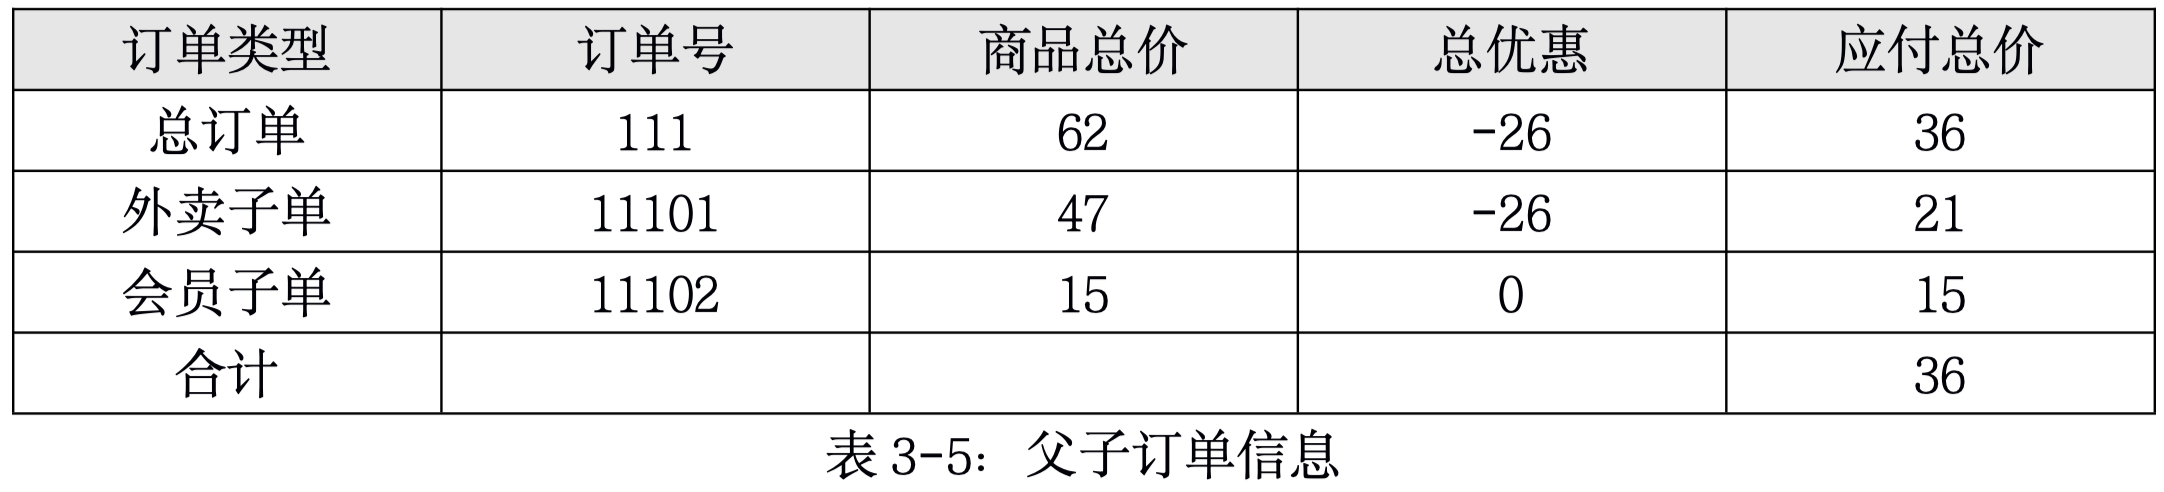 订单类型 订单号 商品总价 总优惠 应付总价
总订单 111 62 -26 36
外卖子单 11101 47 -26 21
会员子单 11102 15 0 15
合计 36
表 3-5：父子订单信息